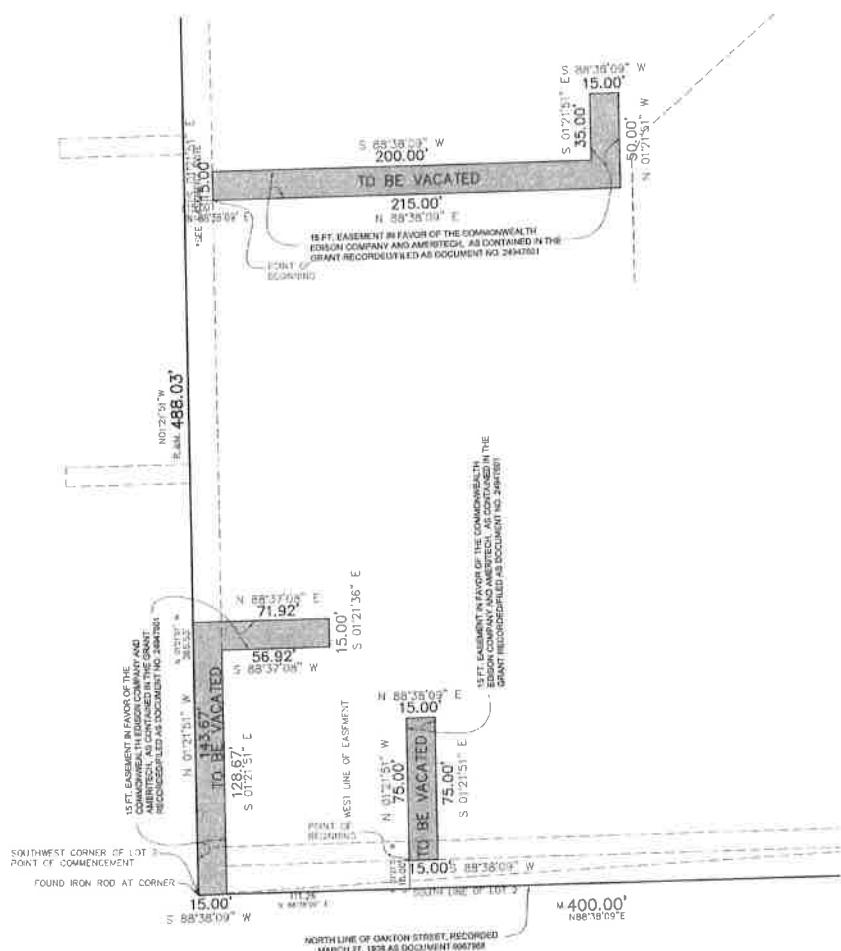 S 88°38'09" W
15.00'
S 01°21'51" E
35.00'
50.00'
N 01°21'51" W
S 88°38'09" W
200.00'
TO BE VACATED
215.00'
N 88°38'09" E
N 88°38'09" E
15 FT. EASEMENT IN FAVOR OF THE COMMONWEALTH
EDISON COMPANY AND AMERITECH, AS CONTAINED IN THE
GRANT RECORDED/FILED AS DOCUMENT NO. 24947601
POINT OF
BEGINNING
N01°21'51"W
R.&M. 488.03'
15 FT. EASEMENT IN FAVOR OF THE COMMONWEALTH
EDISON COMPANY AND AMERITECH, AS CONTAINED IN THE
GRANT RECORDED/FILED AS DOCUMENT NO. 24947601
N 88°37'08" E
71.92'
15.00'
S 01°21'36" E
56.92'
S 88°37'08" W
15 FT. EASEMENT IN FAVOR OF THE
COMMONWEALTH EDISON COMPANY AND
AMERITECH, AS CONTAINED IN THE GRANT
RECORDED/FILED AS DOCUMENT NO. 24947601
N 01°21'51" W
143.67'
TO BE VACATED
128.67'
S 01°21'51" E
WEST LINE OF EASEMENT
N 88°38'09" E
15.00'
N 01°21'51" W
75.00'
TO BE VACATED
75.00'
S 01°21'51" E
POINT OF
BEGINNING
15.00'
15.00' S 88°38'09" W
SOUTHWEST CORNER OF LOT 2
POINT OF COMMENCEMENT
FOUND IRON ROD AT CORNER
15.00'
S 88°38'09" W
N 88°38'09" E
SOUTH LINE OF LOT 2
M 400.00'
N88°38'09"E
NORTH LINE OF OAKTON STREET, RECORDED